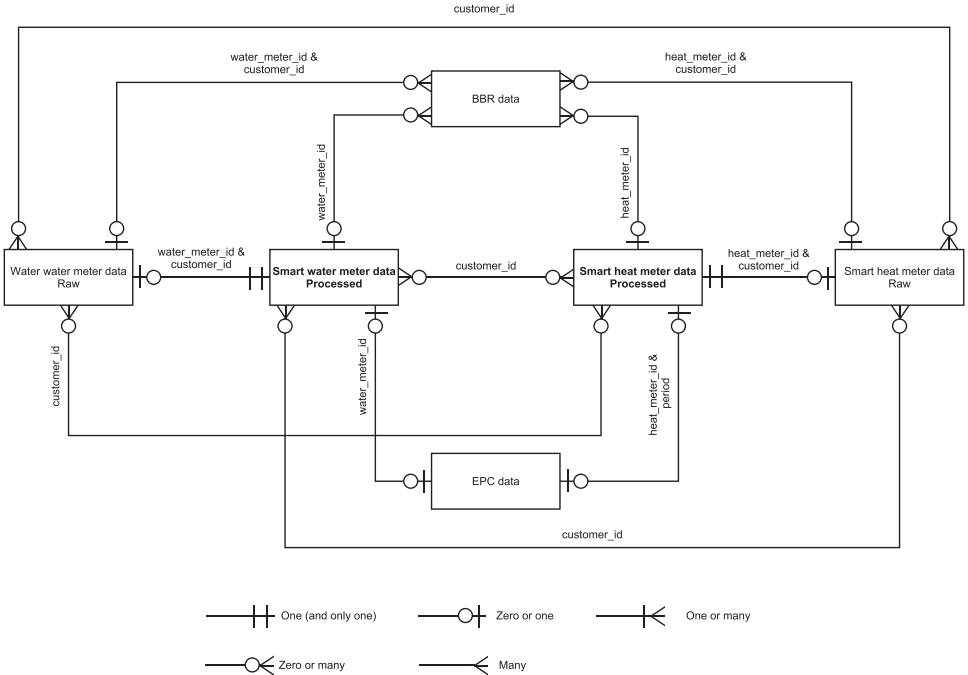 customer_id
water_meter_id &
customer_id
heat_meter_id &
customer_id
BBR data
water_meter_id
heat_meter_id
Water water meter data
Raw
water_meter_id &
customer_id
Smart water meter data
Processed
customer_id
Smart heat meter data
Processed
heat_meter_id &
customer_id
Smart heat meter data
Raw
customer_id
water_meter_id
heat_meter_id &
period
EPC data
customer_id
One (and only one)
Zero or one
One or many
Zero or many
Many